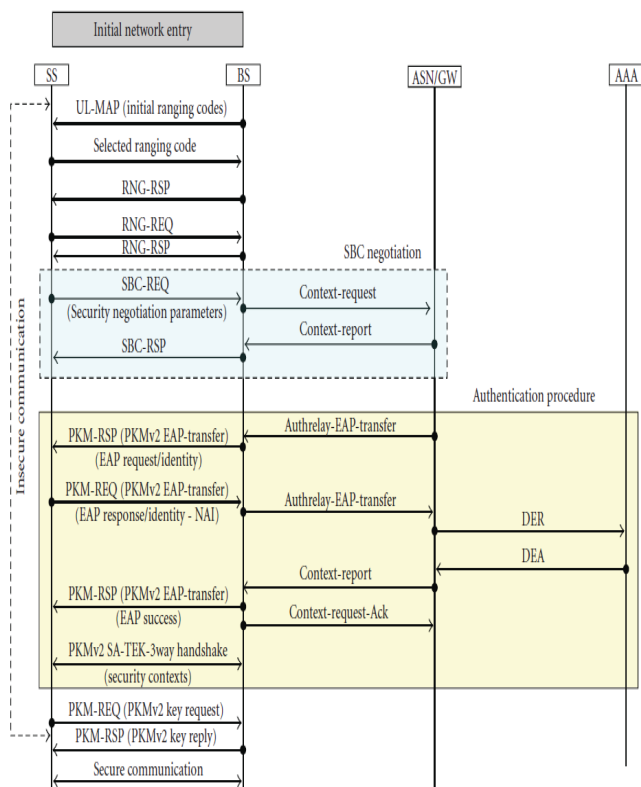 Initial network entry
SS
BS
ASN/GW
AAA
UL-MAP (initial ranging codes)
Selected ranging code
RNG-RSP
RNG-REQ
RNG-RSP
SBC negotiation
SBC-REQ
(Security negotiation parameters)
Context-request
Context-report
SBC-RSP
Insecure communication
Authentication procedure
Authrelay-EAP-transfer
PKM-RSP (PKMv2 EAP-transfer)
(EAP request/identity)
PKM-REQ (PKMv2 EAP-transfer)
(EAP response/identity - NAI)
Authrelay-EAP-transfer
DER
DEA
Context-report
PKM-RSP (PKMv2 EAP-transfer)
(EAP success)
Context-request-Ack
PKMv2 SA-TEK-3way handshake
(security contexts)
PKM-REQ (PKMv2 key request)
PKM-RSP (PKMv2 key reply)
Secure communication